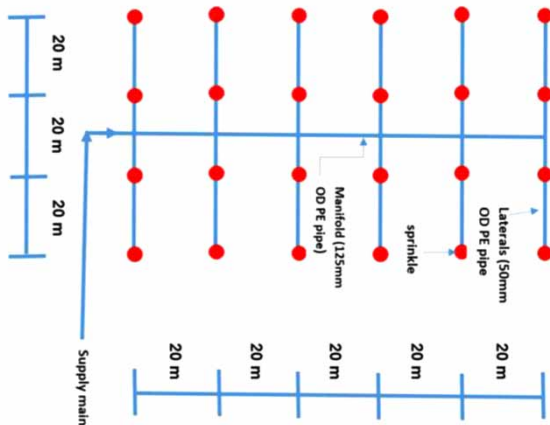 20 m
20 m
20 m
Manifold (125mm
OD PE pipe)
sprinkle
Laterals (50mm
OD PE pipe
Supply main
20 m
20 m
20 m
20 m
20 m